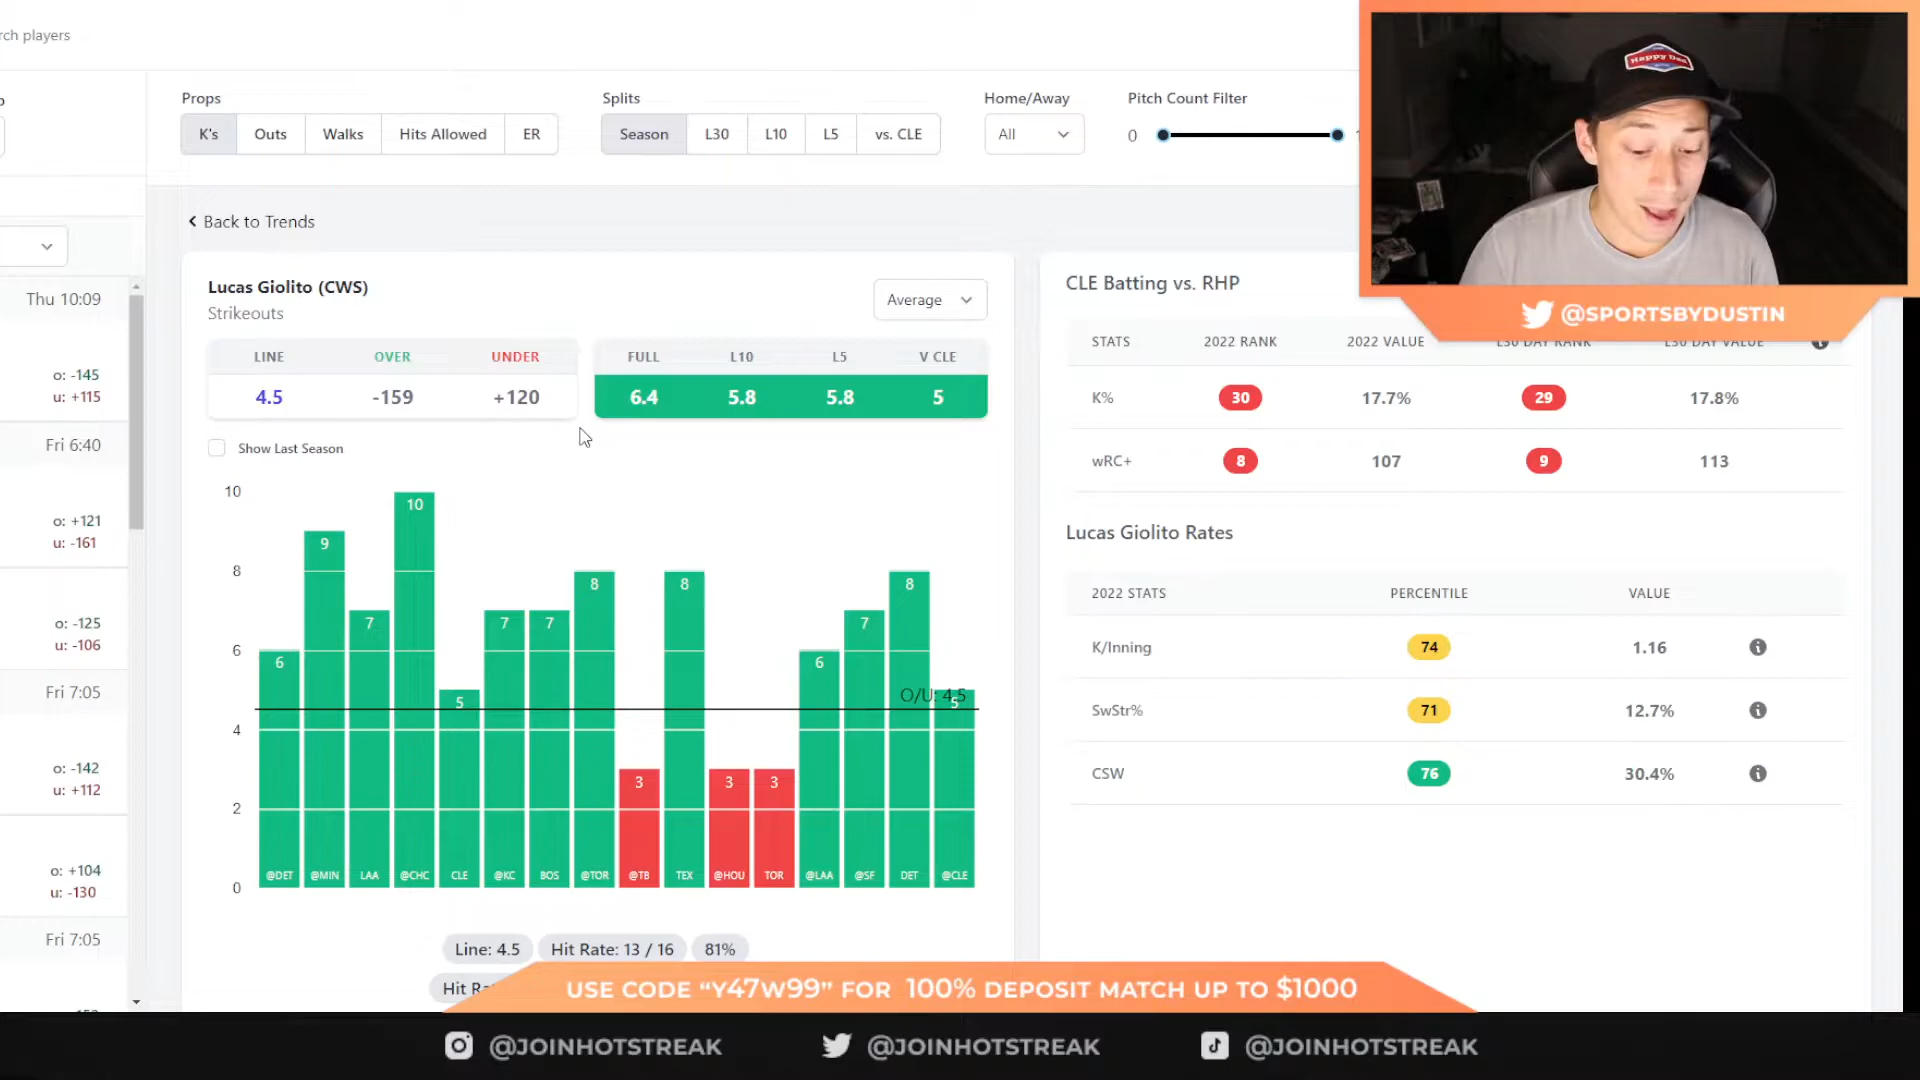 rch players
Props
K's Outs Walks Hits Allowed ER
Splits
Season L30 L10 L5 vs. CLE
Home/Away
All
Pitch Count Filter
0
Happy Dad
@SPORTSBYDUSTIN
Back to Trends
Thu 10:09
o: -145
u: +115
Fri 6:40
o: +121
u: -161
o: -125
u: -106
Fri 7:05
o: -142
u: +112
o: +104
u: -130
Fri 7:05
Lucas Giolito (CWS)
Strikeouts
Average
LINE OVER UNDER
4.5 -159 +120
FULL L10 L5 V CLE
6.4 5.8 5.8 5
Show Last Season
10
8
6
4
2
0
6 9 7 10 5 7 7 8 3 8 3 3 6 7 8 5
O/U: 4.5
@DET @MIN LAA @CHC CLE @KC BOS @TOR @TB TEX @HOU TOR @LAA @SF DET @CLE
Line: 4.5 Hit Rate: 13 / 16 81%
CLE Batting vs. RHP
STATS 2022 RANK 2022 VALUE L30 DAY RANK L30 DAY VALUE
K% 30 17.7% 29 17.8%
wRC+ 8 107 9 113
Lucas Giolito Rates
2022 STATS PERCENTILE VALUE
K/Inning 74 1.16
SwStr% 71 12.7%
CSW 76 30.4%
USE CODE “Y47W99” FOR 100% DEPOSIT MATCH UP TO $1000
@JOINHOTSTREAK @JOINHOTSTREAK @JOINHOTSTREAK